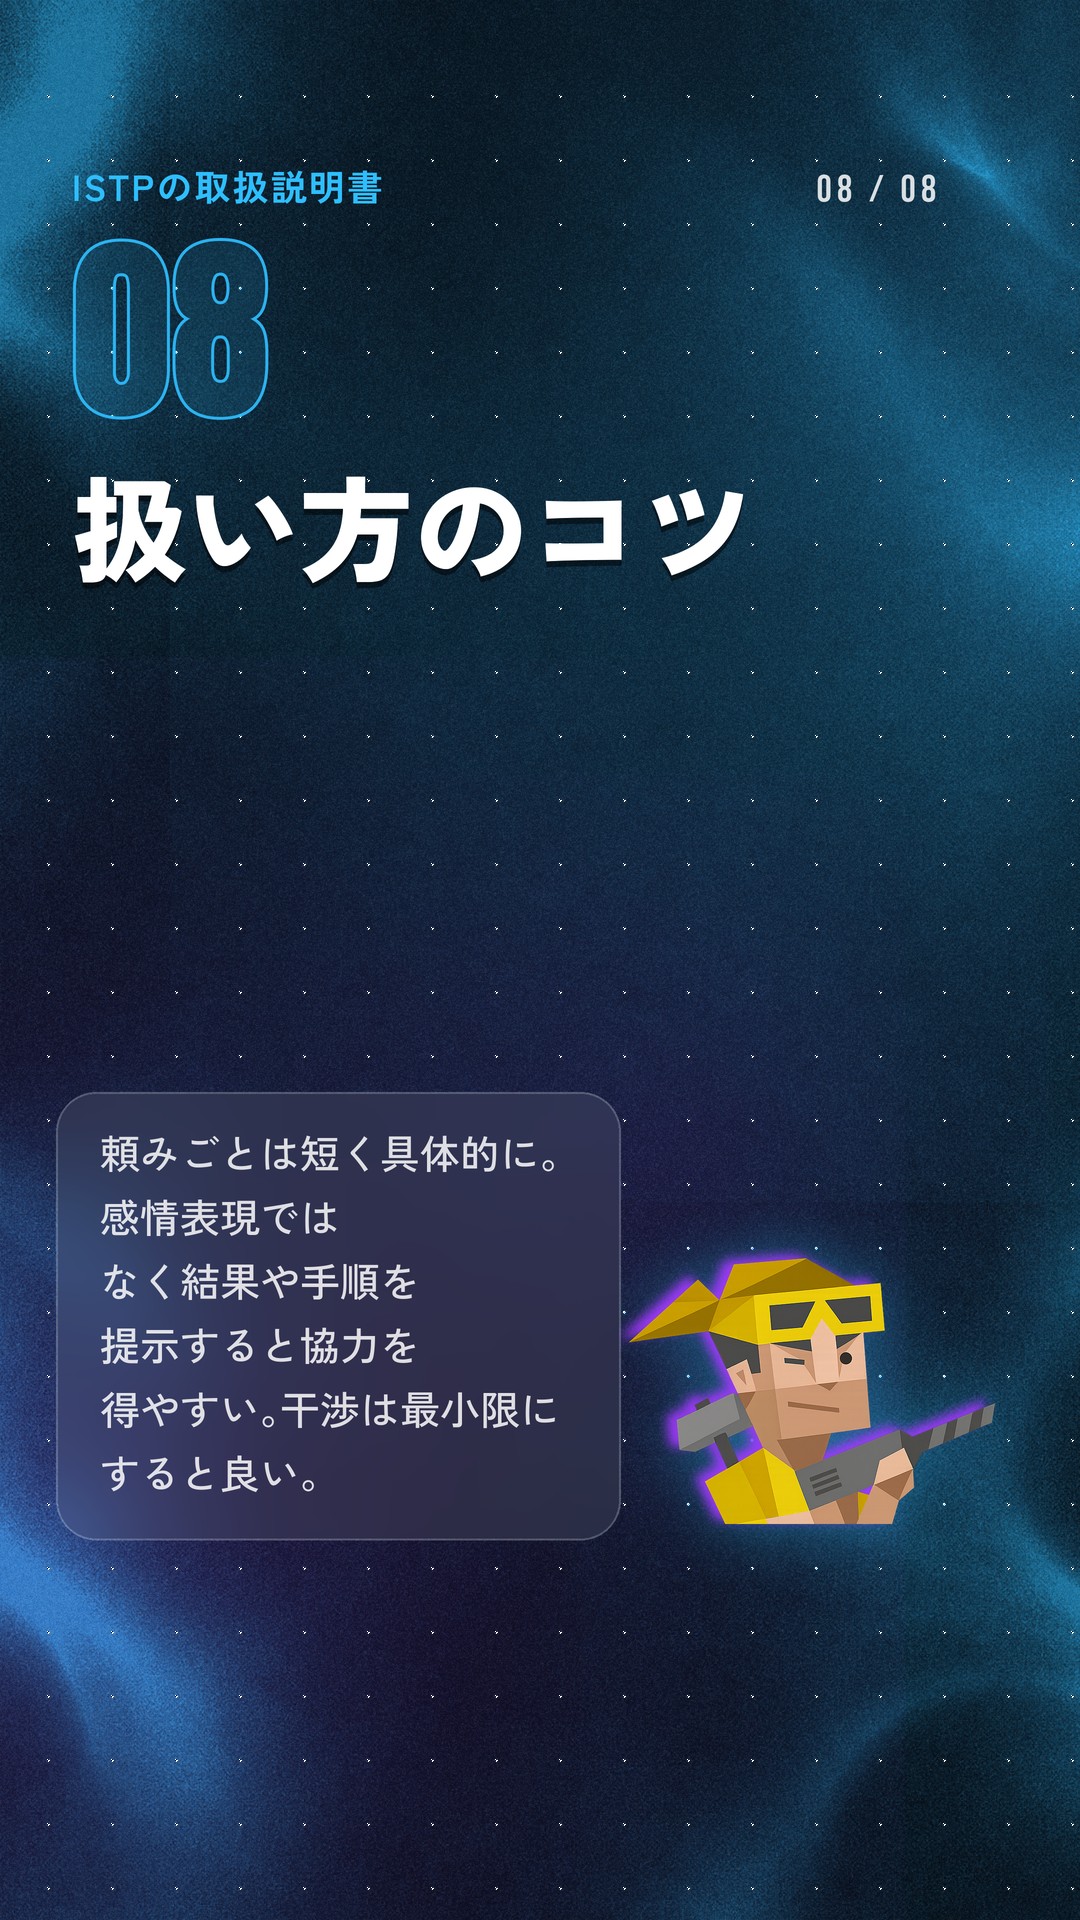 ISTPの取扱説明書
08 / 08
08
扱い方のコツ
頼みごとは短く具体的に。
感情表現では
なく結果や手順を
提示すると協力を
得やすい。干渉は最小限に
すると良い。